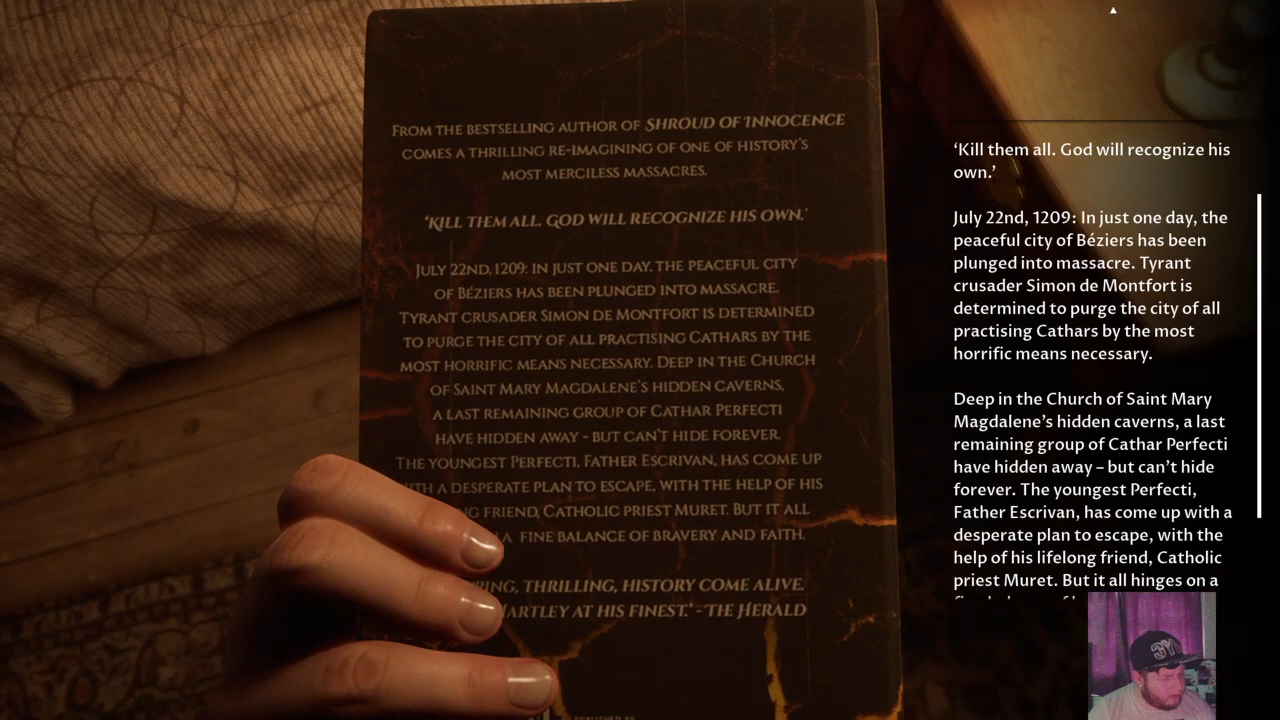 FROM THE BESTSELLING AUTHOR OF SHROUD OF INNOCENCE
COMES A THRILLING RE-IMAGINING OF ONE OF HISTORY'S
MOST MERCILESS MASSACRES.
'KILL THEM ALL. GOD WILL RECOGNIZE HIS OWN.'
JULY 22ND, 1209: IN JUST ONE DAY, THE PEACEFUL CITY
OF BÉZIERS HAS BEEN PLUNGED INTO MASSACRE.
TYRANT CRUSADER SIMON DE MONTFORT IS DETERMINED
TO PURGE THE CITY OF ALL PRACTISING CATHARS BY THE
MOST HORRIFIC MEANS NECESSARY. DEEP IN THE CHURCH
OF SAINT MARY MAGDALENE'S HIDDEN CAVERNS,
A LAST REMAINING GROUP OF CATHAR PERFECTI
HAVE HIDDEN AWAY - BUT CAN'T HIDE FOREVER.
THE YOUNGEST PERFECTI, FATHER ESCRIVAN, HAS COME UP
WITH A DESPERATE PLAN TO ESCAPE, WITH THE HELP OF HIS
FRIEND, CATHOLIC PRIEST MURET. BUT IT ALL
A FINE BALANCE OF BRAVERY AND FAITH.
THRILLING, HISTORY COME ALIVE.
HARTLEY AT HIS FINEST.' - THE HERALD
PUBLISHED BY
‘Kill them all. God will recognize his
own.’
July 22nd, 1209: In just one day, the
peaceful city of Béziers has been
plunged into massacre. Tyrant
crusader Simon de Montfort is
determined to purge the city of all
practising Cathars by the most
horrific means necessary.
Deep in the Church of Saint Mary
Magdalene’s hidden caverns, a last
remaining group of Cathar Perfecti
have hidden away – but can’t hide
forever. The youngest Perfecti,
Father Escrivan, has come up with a
desperate plan to escape, with the
help of his lifelong friend, Catholic
priest Muret. But it all hinges on a